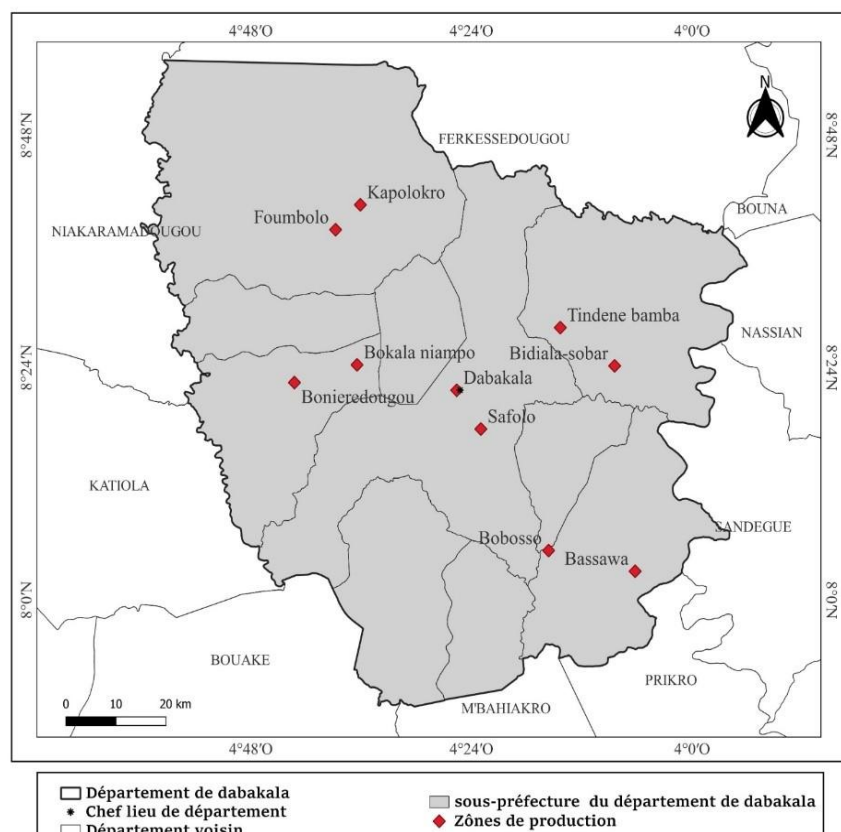 4°48'O 4°24'O 4°0'O
N
8°48'N 8°48'N
FERKESSEDOUGOU
Kapolokro
BOUNA
Foumbolo
NIAKARAMADOUGOU
Tindene bamba
NASSIAN
8°24'N 8°24'N
Bokala niampo
Bidiala-sobar
Dabakala
Bonieredougou
Safolo
KATIOLA
SANDEGUE
Bobosso
Bassawa
8°0'N 8°0'N
BOUAKE
PRIKRO
0 10 20 km
M'BAHIAKRO
4°48'O 4°24'O 4°0'O
Département de dabakala
Chef lieu de département
Département voisin
sous-préfecture du département de dabakala
Zônes de production